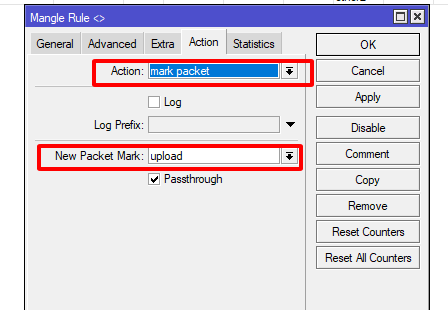 Mangle Rule <>
General Advanced Extra Action Statistics
Action: mark packet
Log
Log Prefix:
New Packet Mark: upload
Passthrough
OK
Cancel
Apply
Disable
Comment
Copy
Remove
Reset Counters
Reset All Counters